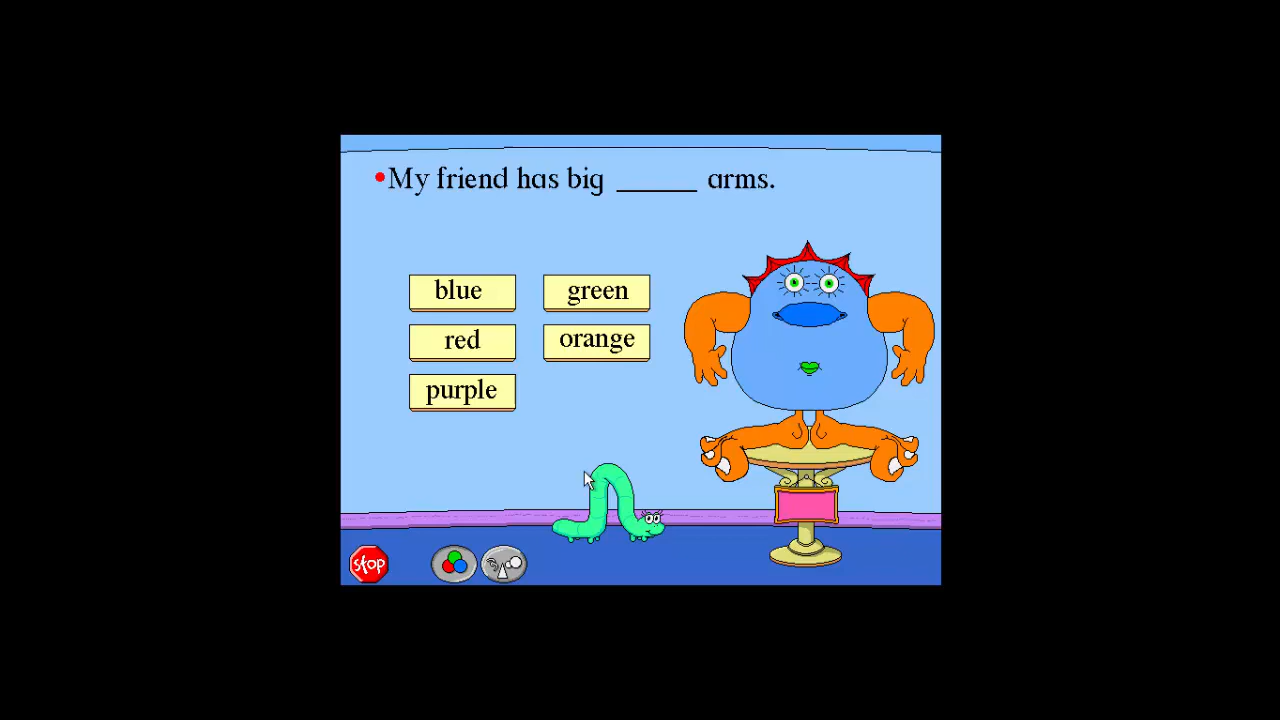 •My friend has big ______ arms.
blue green
red orange
purple
stop